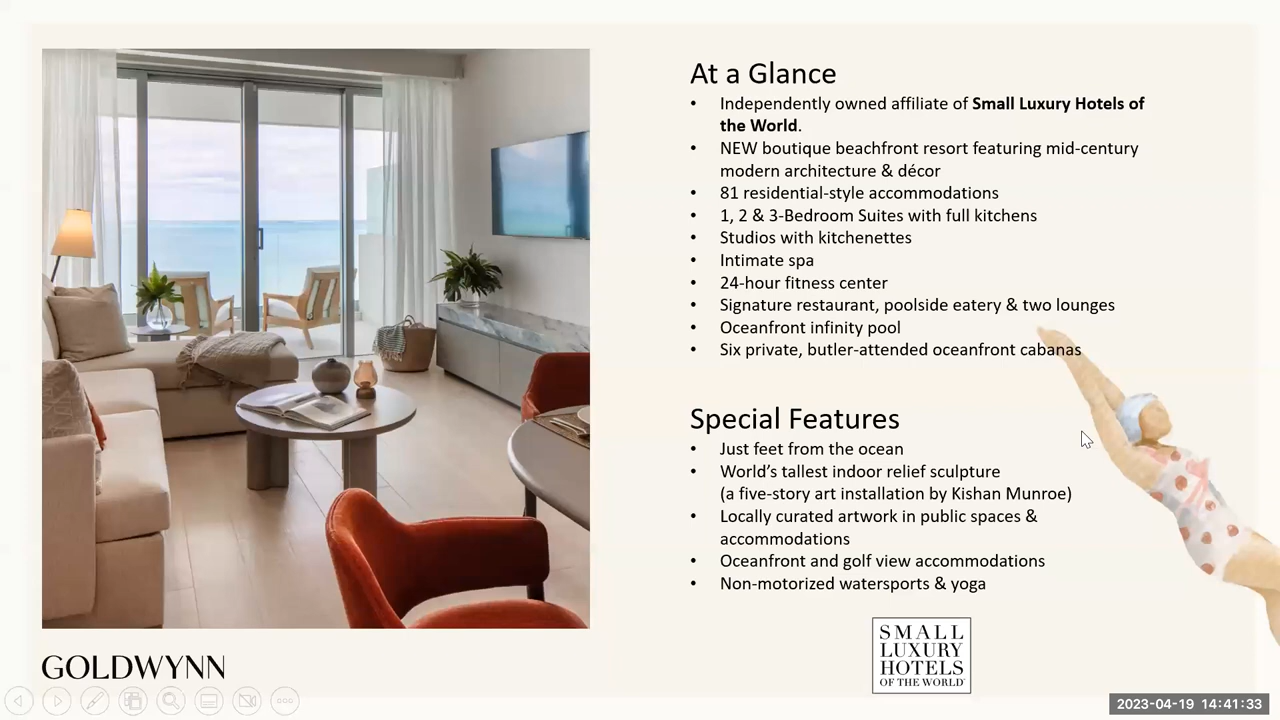 At a Glance
• Independently owned affiliate of Small Luxury Hotels of
the World.
• NEW boutique beachfront resort featuring mid-century
modern architecture & décor
• 81 residential-style accommodations
• 1, 2 & 3-Bedroom Suites with full kitchens
• Studios with kitchenettes
• Intimate spa
• 24-hour fitness center
• Signature restaurant, poolside eatery & two lounges
• Oceanfront infinity pool
• Six private, butler-attended oceanfront cabanas
Special Features
• Just feet from the ocean
• World’s tallest indoor relief sculpture
(a five-story art installation by Kishan Munroe)
• Locally curated artwork in public spaces &
accommodations
• Oceanfront and golf view accommodations
• Non-motorized watersports & yoga
GOLDWYNN
SMALL
LUXURY
HOTELS
OF THE WORLD
2023-04-19 14:41:33